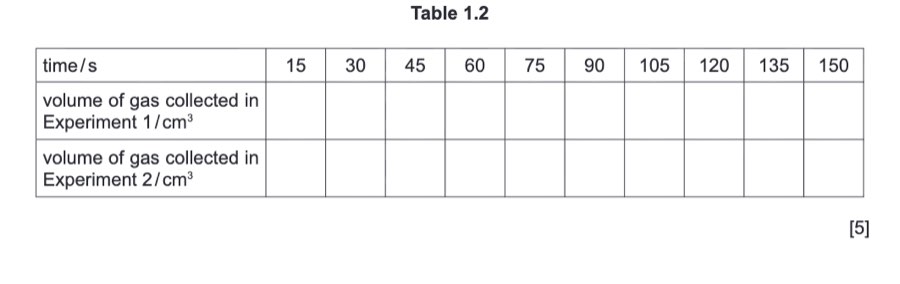 Table 1.2
time/s 15 30 45 60 75 90 105 120 135 150
volume of gas collected in
Experiment 1/cm³
volume of gas collected in
Experiment 2/cm³
[5]